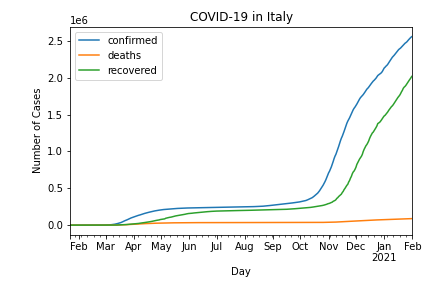 COVID-19 in Italy
1e6
confirmed
deaths
recovered
Number of Cases
2.5
2.0
1.5
1.0
0.5
0.0
Feb Mar Apr May Jun Jul Aug Sep Oct Nov Dec Jan Feb
2021
Day